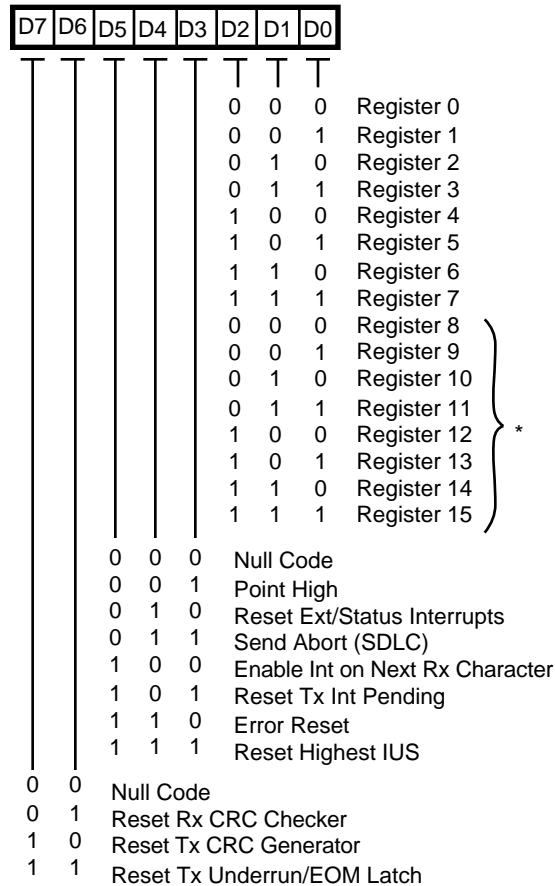 D7 D6 D5 D4 D3 D2 D1 D0
0 0 0 Register 0
0 0 1 Register 1
0 1 0 Register 2
0 1 1 Register 3
1 0 0 Register 4
1 0 1 Register 5
1 1 0 Register 6
1 1 1 Register 7
0 0 0 Register 8
0 0 1 Register 9
0 1 0 Register 10
0 1 1 Register 11
1 0 0 Register 12
1 0 1 Register 13
1 1 0 Register 14
1 1 1 Register 15
*
0 0 0 Null Code
0 0 1 Point High
0 1 0 Reset Ext/Status Interrupts
0 1 1 Send Abort (SDLC)
1 0 0 Enable Int on Next Rx Character
1 0 1 Reset Tx Int Pending
1 1 0 Error Reset
1 1 1 Reset Highest IUS
0 0 Null Code
0 1 Reset Rx CRC Checker
1 0 Reset Tx CRC Generator
1 1 Reset Tx Underrun/EOM Latch